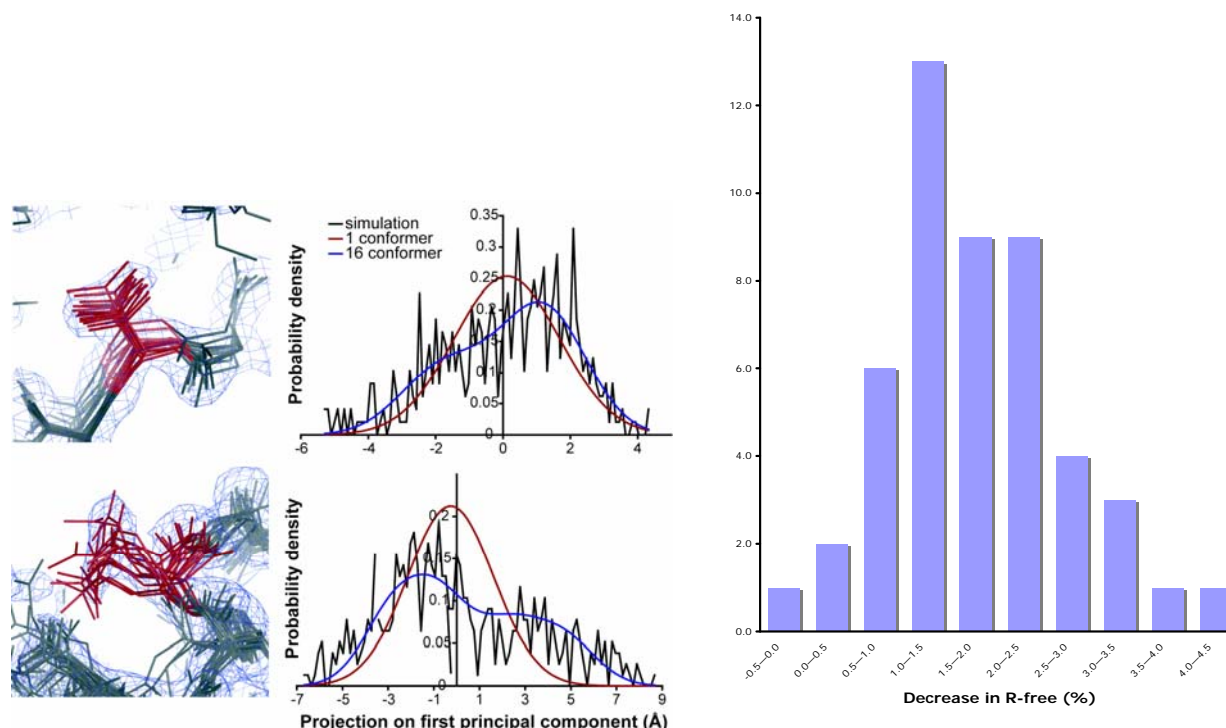 Probability density
0.35
0.3
0.25
0.2
0.15
0.1
0.05
0
simulation
1 conformer
16 conformer
-6 -4 -2 0 2 4
Probability density
0.2
0.15
0.1
0.05
0
-7 -5 -3 -1 1 3 5 7 9
Projection on first principal component (Å)
14.0
12.0
10.0
8.0
6.0
4.0
2.0
0.0
-0.5--0.0 0.0--0.5 0.5--1.0 1.0--1.5 1.5--2.0 2.0--2.5 2.5--3.0 3.0--3.5 3.5--4.0 4.0--4.5
Decrease in R-free (%)